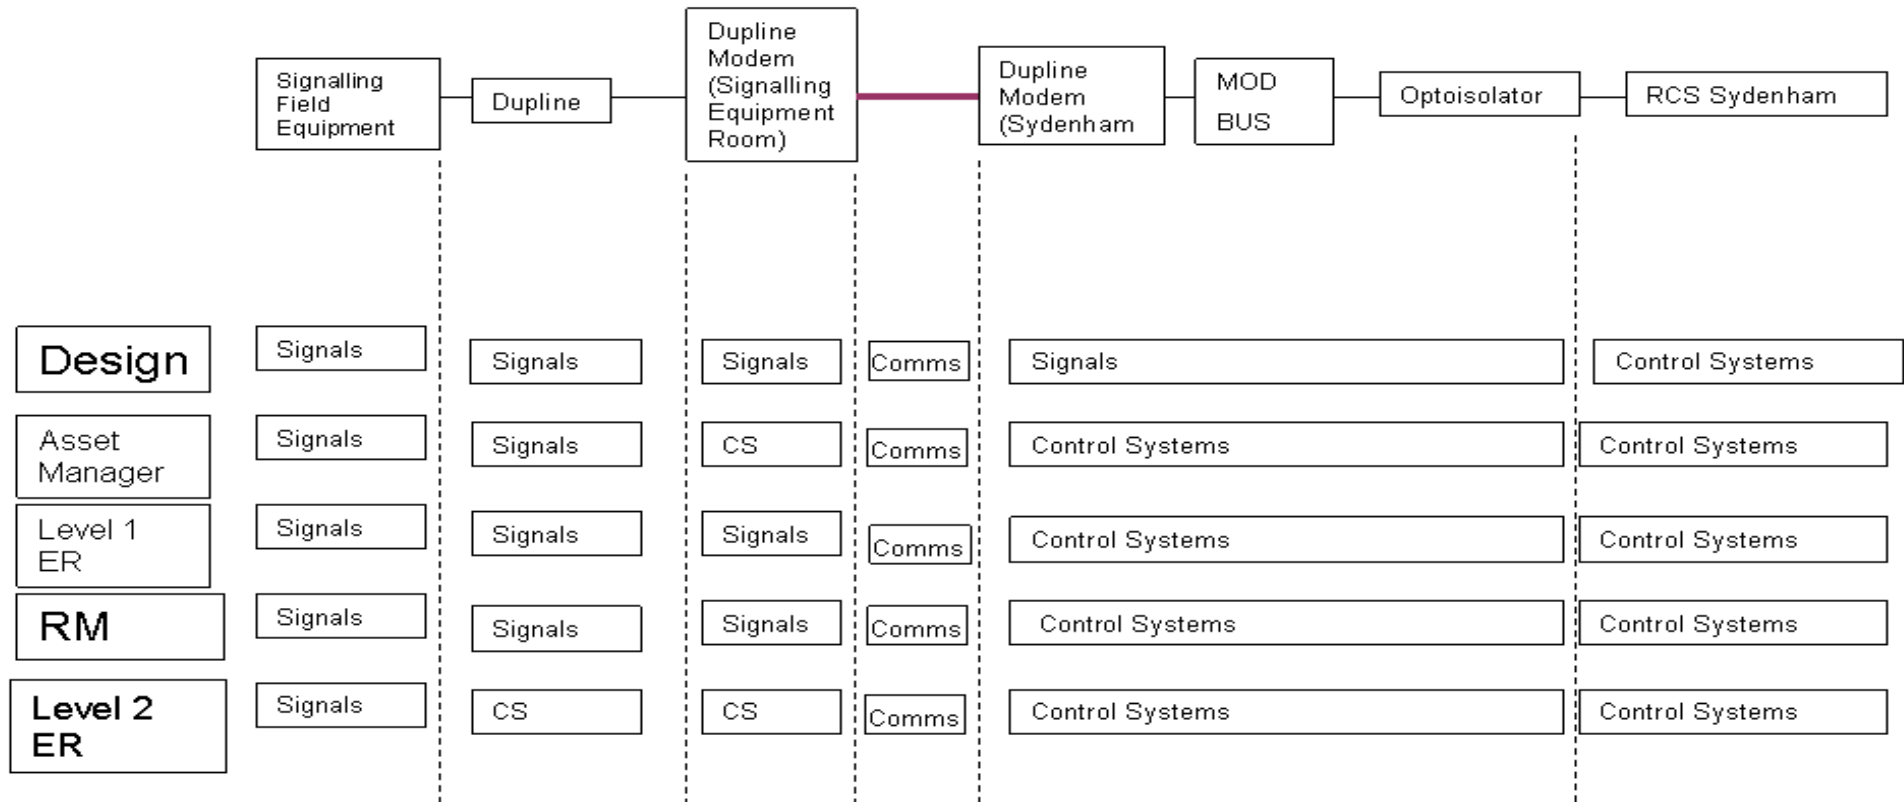 Signalling
Field
Equipment
Dupline
Dupline
Modem
(Signalling
Equipment
Room)
Dupline
Modem
(Sydenham
MOD
BUS
Optoisolator
RCS Sydenham
Design
Signals
Signals
Signals
Comms
Signals
Control Systems
Asset
Manager
Signals
Signals
CS
Comms
Control Systems
Control Systems
Level 1
ER
Signals
Signals
Signals
Comms
Control Systems
Control Systems
RM
Signals
Signals
Signals
Comms
Control Systems
Control Systems
Level 2
ER
Signals
CS
CS
Comms
Control Systems
Control Systems